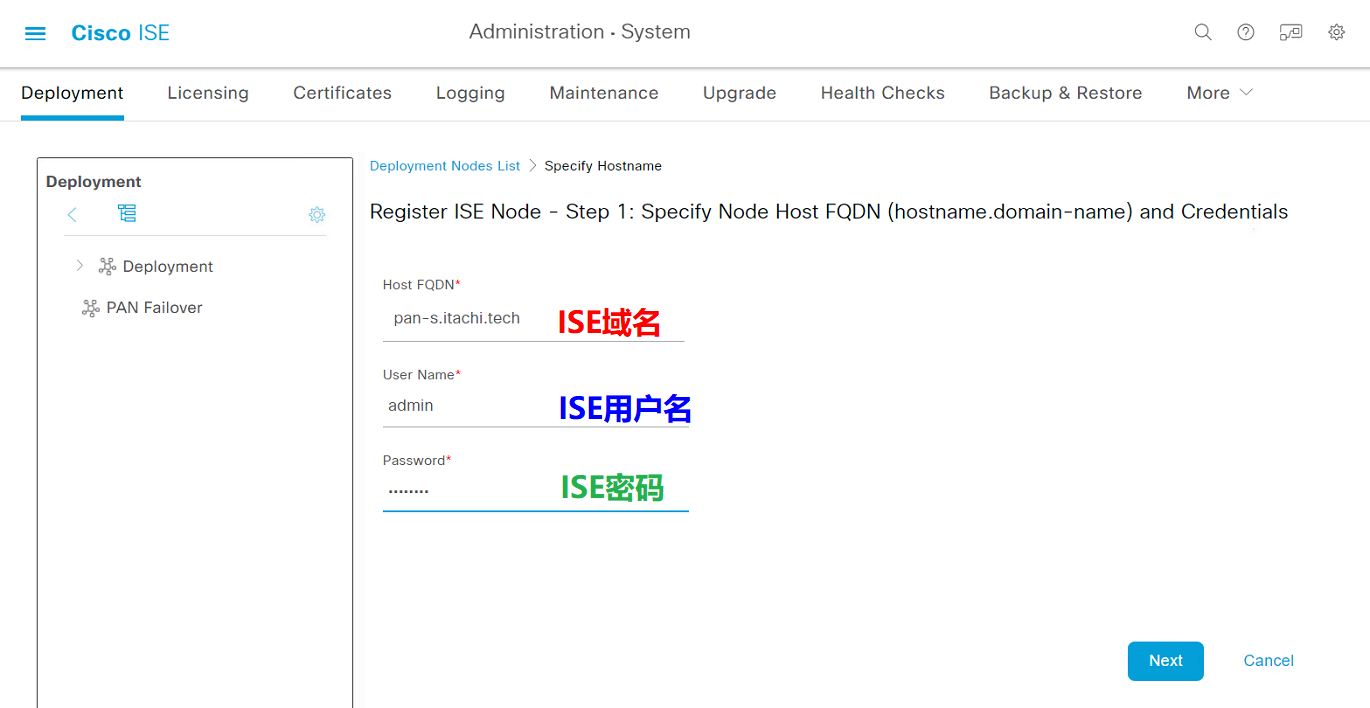 Cisco ISE
Administration · System
Deployment Licensing Certificates Logging Maintenance Upgrade Health Checks Backup & Restore More
Deployment
Deployment
PAN Failover
Deployment Nodes List > Specify Hostname
Register ISE Node - Step 1: Specify Node Host FQDN (hostname.domain-name) and Credentials
Host FQDN*
pan-s.itachi.tech ISE域名
User Name*
admin ISE用户名
Password*
........ ISE密码
Next Cancel